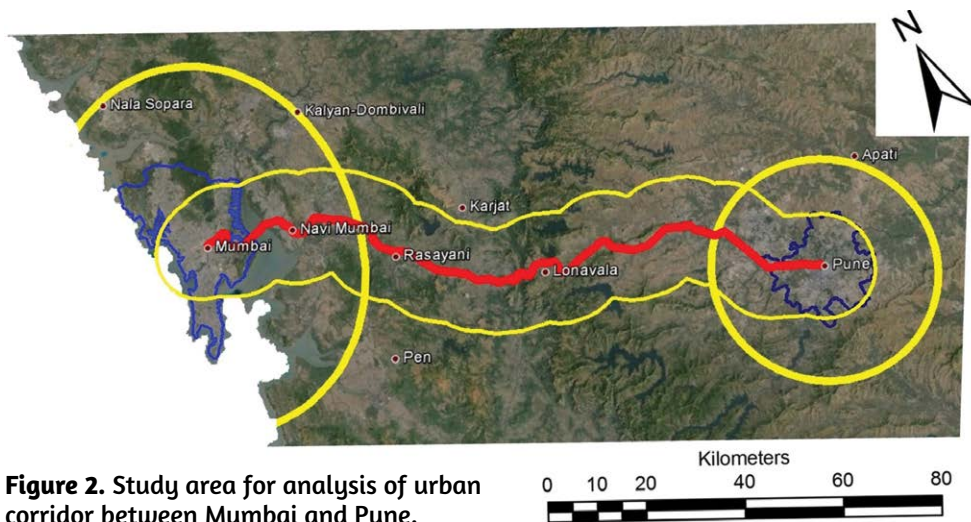 N
Nala Sopara
Kalyan-Dombivali
Apati
Karjat
Navi Mumbai
Mumbai
Rasayani
Pune
Lonavala
Pen
Kilometers
0 10 20 40 60 80
Figure 2. Study area for analysis of urban
corridor between Mumbai and Pune.